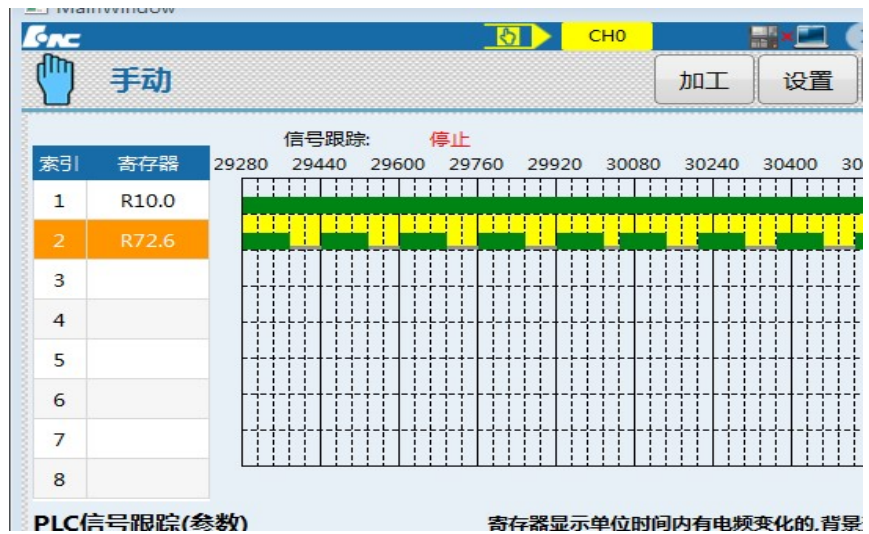 MainWindow
CNC
CH0
手动
加工
设置
信号跟踪:
停止
索引
寄存器
29280
29440
29600
29760
29920
30080
30240
30400
30
1
R10.0
2
R72.6
3
4
5
6
7
8
PLC信号跟踪(参数)
寄存器显示单位时间内有电频变化的,背景